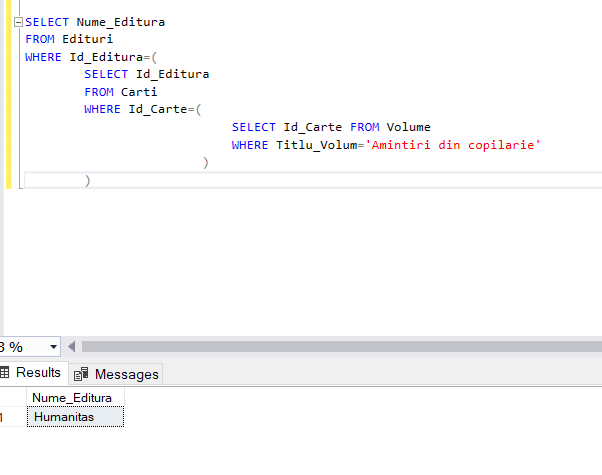 SELECT Nume_Editura
FROM Edituri
WHERE Id_Editura=(
SELECT Id_Editura
FROM Carti
WHERE Id_Carte=(
SELECT Id_Carte FROM Volume
WHERE Titlu_Volum='Amintiri din copilarie'
)
)
3 %
Results Messages
Nume_Editura
1 Humanitas